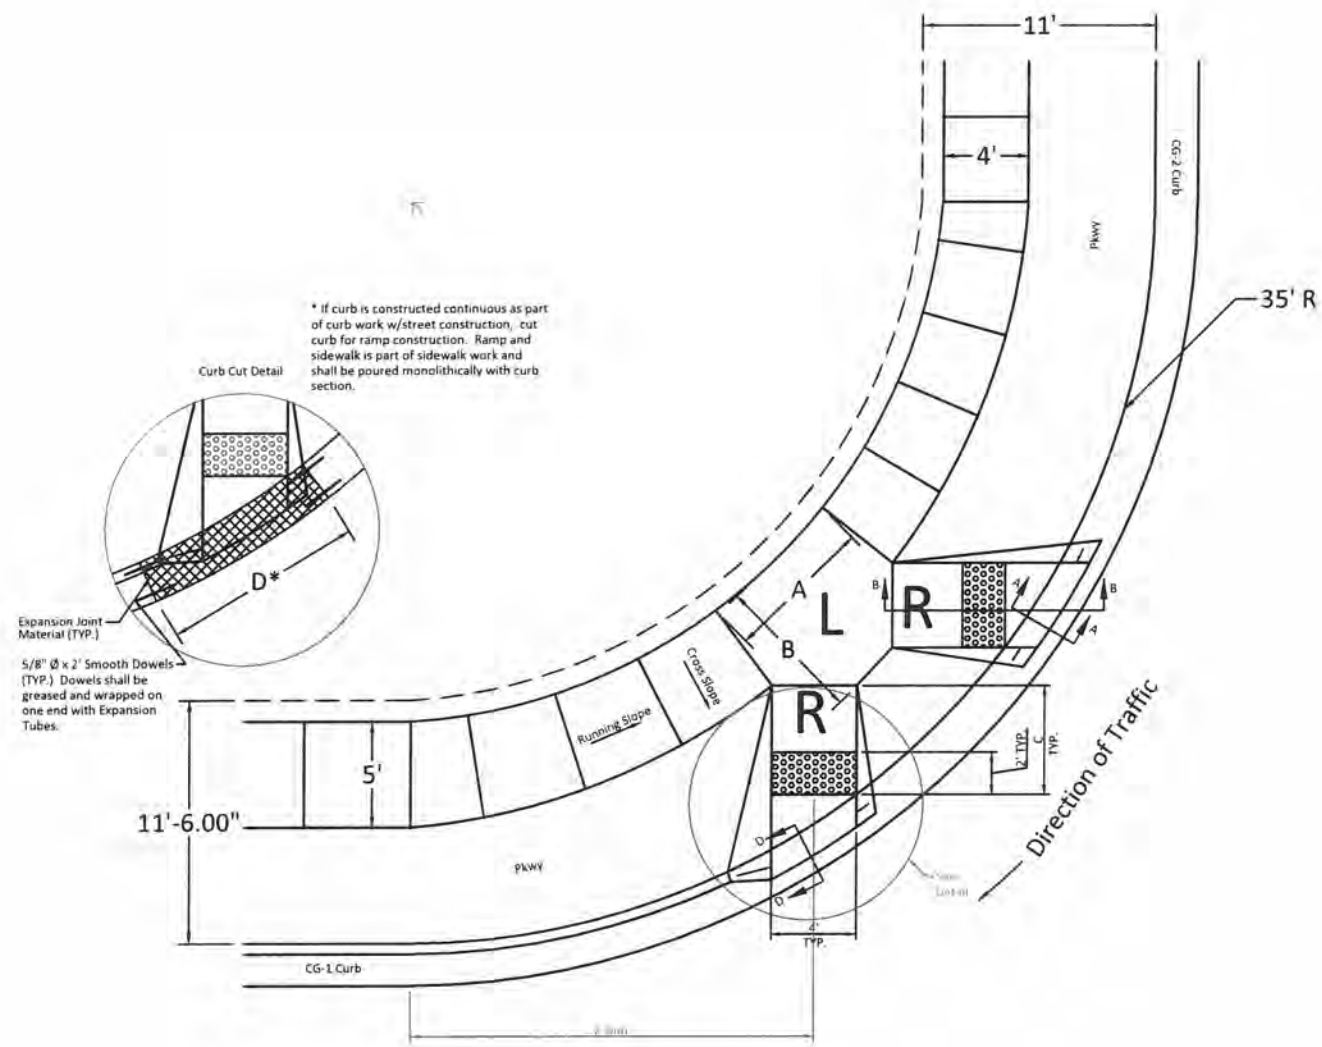 11'
4'
CG-2 Curb
Pkwy
35' R
* If curb is constructed continuous as part
of curb work w/street construction, cut
curb for ramp construction. Ramp and
sidewalk is part of sidewalk work and
shall be poured monolithically with curb
section.
Curb Cut Detail
D*
Expansion Joint
Material (TYP.)
5/8" Ø x 2' Smooth Dowels
(TYP.) Dowels shall be
greased and wrapped on
one end with Expansion
Tubes.
A
B
L
R
B
B
A
A
Cross Slope
Running Slope
R
5'
11'-6.00"
2' TYP.
C
TYP.
Direction of Traffic
Pkwy
D
D
4'
TYP.
CG-1 Curb